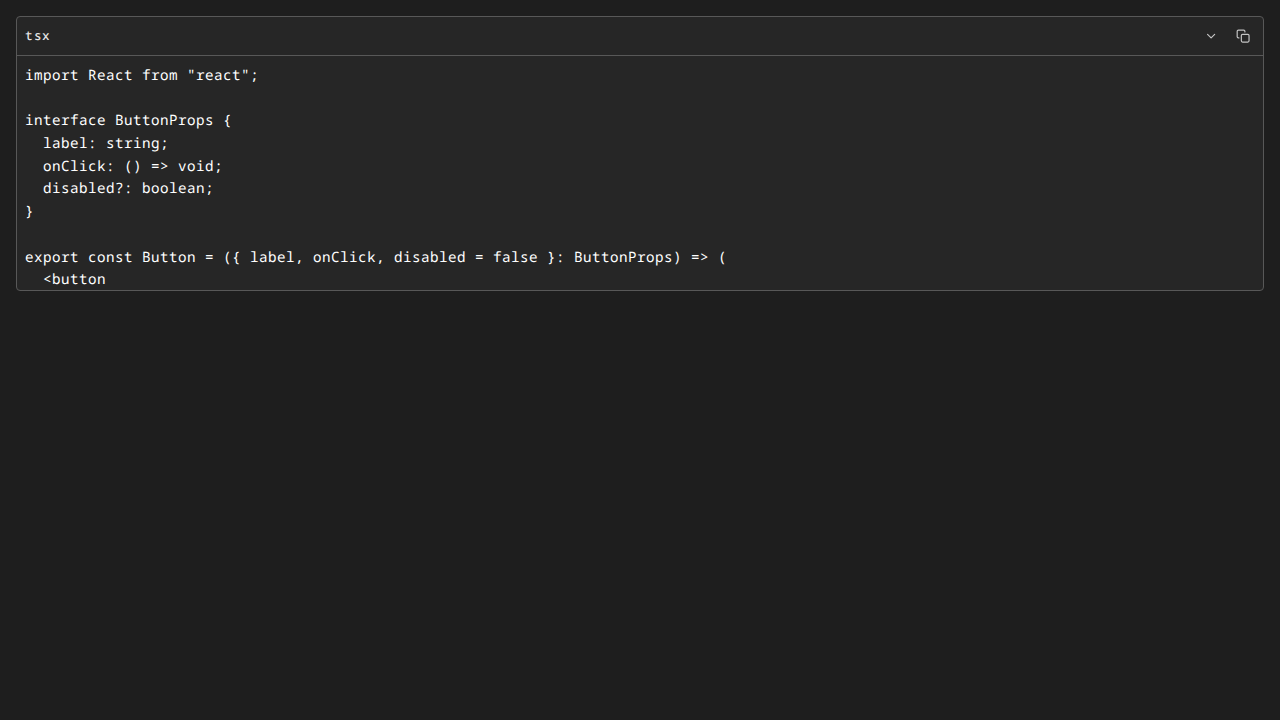 tsx
import React from "react";

interface ButtonProps {
  label: string;
  onClick: () => void;
  disabled?: boolean;
}

export const Button = ({ label, onClick, disabled = false }: ButtonProps) => (
  <button